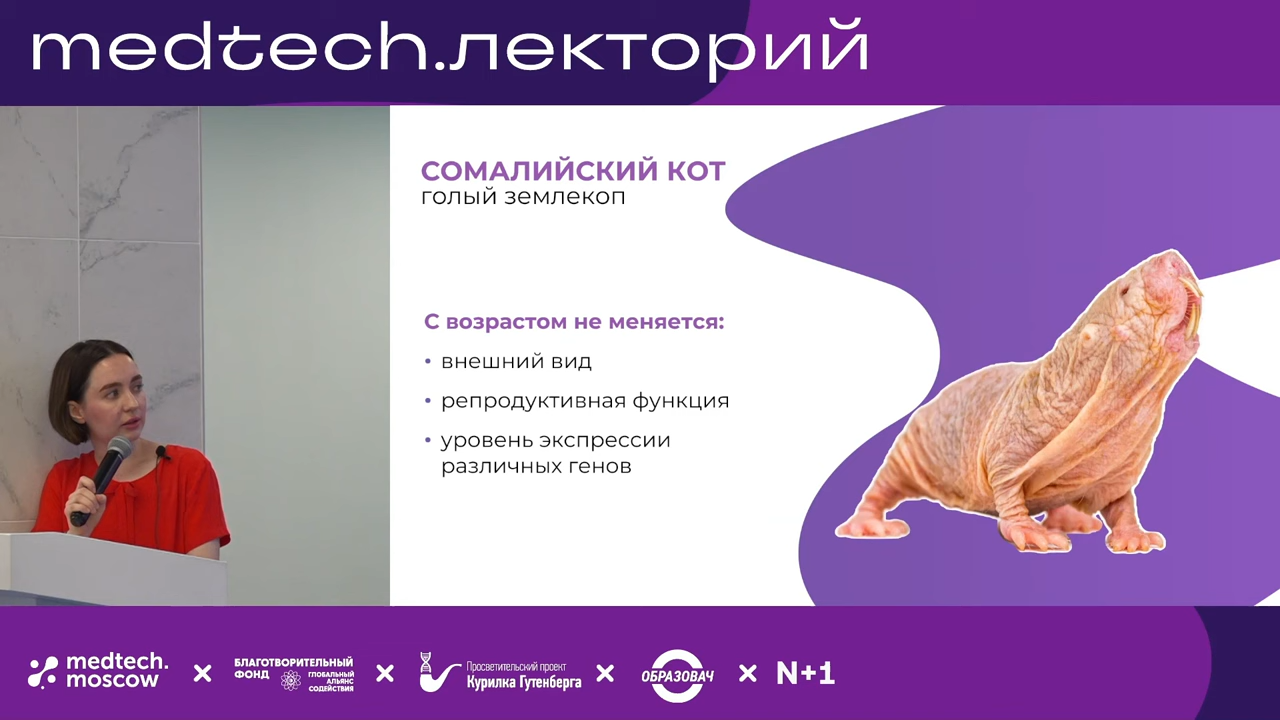 medtech.лекторий
СОМАЛИЙСКИЙ КОТ
голый землекоп
С возрастом не меняется:
• внешний вид
• репродуктивная функция
• уровень экспрессии
различных генов
medtech.
moscow
×
БЛАГОТВОРИТЕЛЬНЫЙ
ФОНД
ГЛОБАЛЬНЫЙ
АЛЬЯНС
СОДЕЙСТВИЯ
×
Просветительский проект
Курилка Гутенберга
×
ОБРАЗОВАЧ
×
N+1